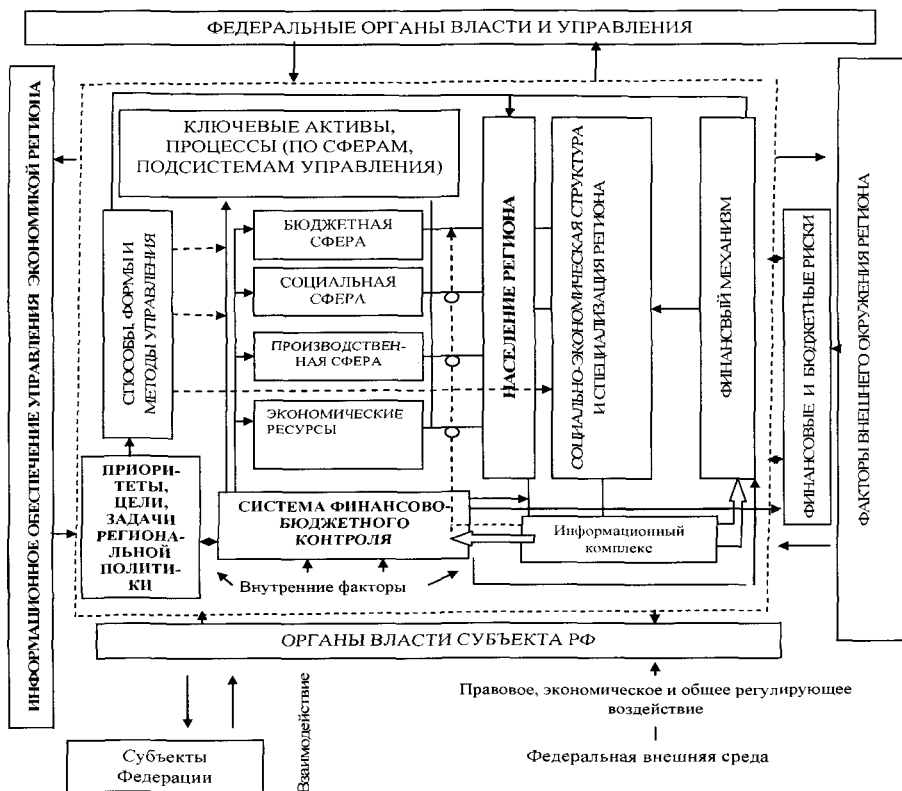 ФЕДЕРАЛЬНЫЕ ОРГАНЫ ВЛАСТИ И УПРАВЛЕНИЯ
ИНФОРМАЦИОННОЕ ОБЕСПЕЧЕНИЕ УПРАВЛЕНИЯ ЭКОНОМИКОЙ РЕГИОНА
КЛЮЧЕВЫЕ АКТИВЫ,
ПРОЦЕССЫ (ПО СФЕРАМ,
ПОДСИСТЕМАМ УПРАВЛЕНИЯ)
СПОСОБЫ, ФОРМЫ И
МЕТОДЫ УПРАВЛЕНИЯ
БЮДЖЕТНАЯ
СФЕРА
СОЦИАЛЬНАЯ
СФЕРА
ПРОИЗВОДСТВЕН-
НАЯ СФЕРА
ЭКОНОМИЧЕСКИЕ
РЕСУРСЫ
НАСЕЛЕНИЕ РЕГИОНА
СОЦИАЛЬНО-ЭКОНОМИЧЕСКАЯ СТРУКТУРА
И СПЕЦИАЛИЗАЦИЯ РЕГИОНА
ФИНАНСВЫЙ МЕХАНИЗМ
ФИНАНСОВЫЕ И БЮДЖЕТНЫЕ РИСКИ
ФАКТОРЫ ВНЕШНЕГО ОКРУЖЕНИЯ РЕГИОНА
ПРИОРИ-
ТЕТЫ,
ЦЕЛИ,
ЗАДАЧИ
РЕГИО-
НАЛЬНОЙ
ПОЛИТИ-
КИ
СИСТЕМА ФИНАНСОВО-
БЮДЖЕТНОГО
КОНТРОЛЯ
Информационный
комплекс
Внутренние факторы
ОРГАНЫ ВЛАСТИ СУБЪЕКТА РФ
Взаимодействие
Правовое, экономическое и общее регулирующее
воздействие
Субъекты
Федерации
Федеральная внешняя среда